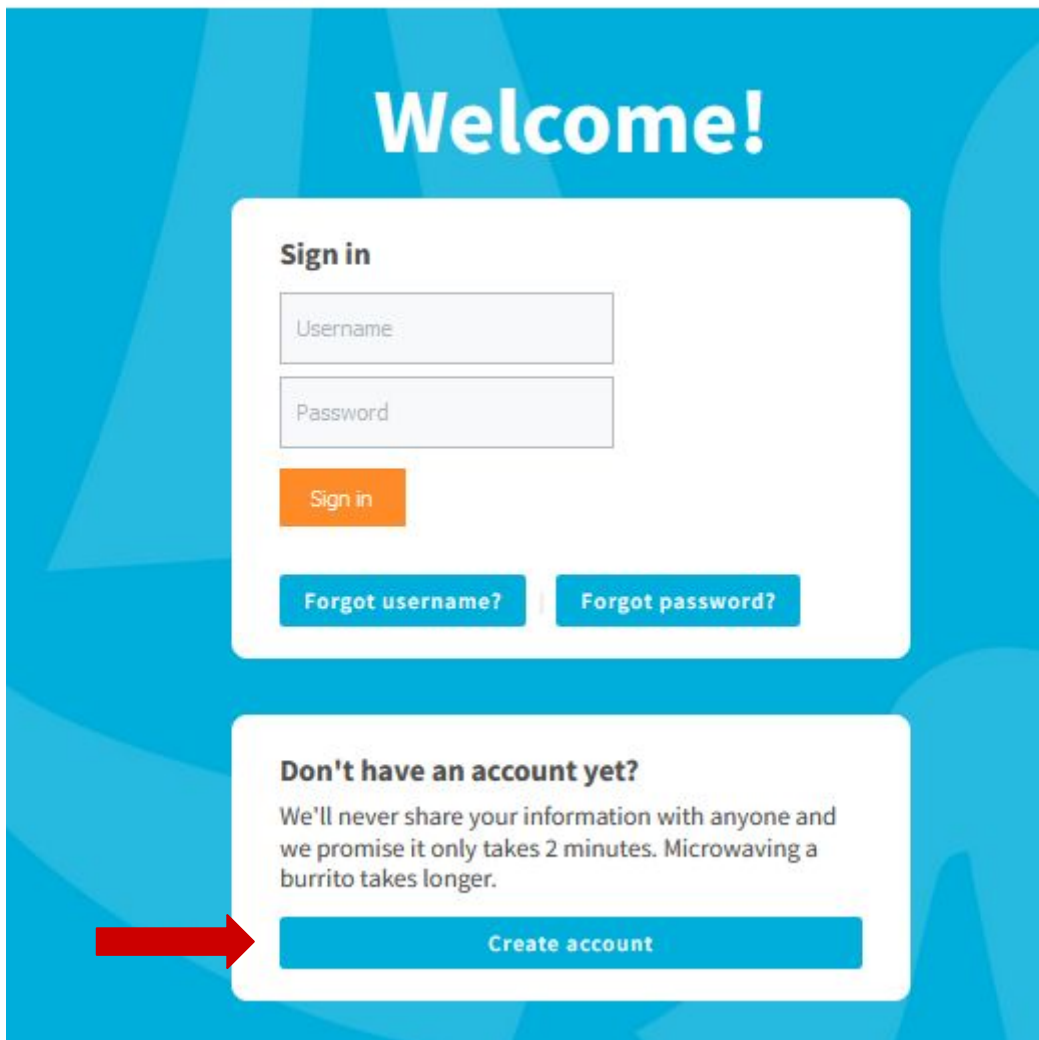 Welcome!
Sign in
Username
Password
Sign in
Forgot username? | Forgot password?
Don't have an account yet?
We'll never share your information with anyone and
we promise it only takes 2 minutes. Microwaving a
burrito takes longer.
Create account